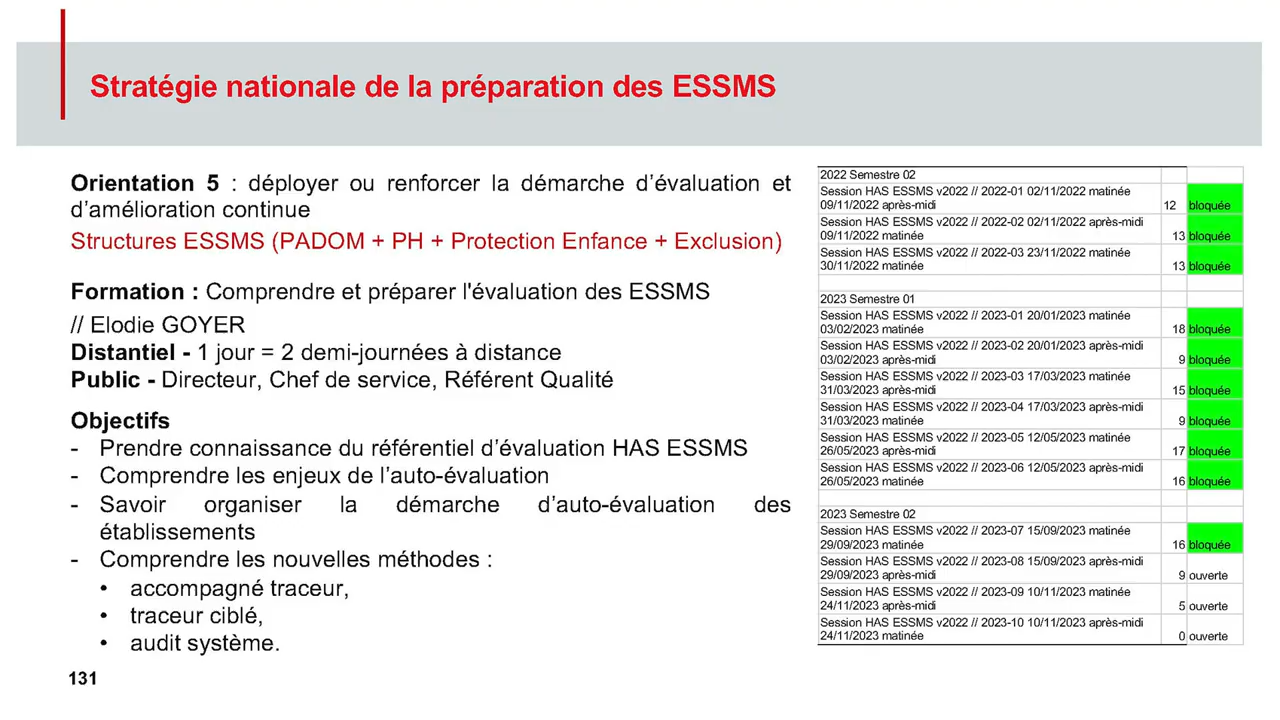 Stratégie nationale de la préparation des ESSMS
Orientation 5 : déployer ou renforcer la démarche d’évaluation et
d’amélioration continue
Structures ESSMS (PADOM + PH + Protection Enfance + Exclusion)
Formation : Comprendre et préparer l'évaluation des ESSMS
// Elodie GOYER
Distantiel - 1 jour = 2 demi-journées à distance
Public - Directeur, Chef de service, Référent Qualité
Objectifs
- Prendre connaissance du référentiel d’évaluation HAS ESSMS
- Comprendre les enjeux de l’auto-évaluation
- Savoir organiser la démarche d’auto-évaluation des
établissements
- Comprendre les nouvelles méthodes :
• accompagné traceur,
• traceur ciblé,
• audit système.
131
2022 Semestre 02
Session HAS ESSMS v2022 // 2022-01 02/11/2022 matinée
09/11/2022 après-midi 12 bloquée
Session HAS ESSMS v2022 // 2022-02 02/11/2022 après-midi
09/11/2022 matinée 13 bloquée
Session HAS ESSMS v2022 // 2022-03 23/11/2022 matinée
30/11/2022 matinée 13 bloquée
2023 Semestre 01
Session HAS ESSMS v2022 // 2023-01 20/01/2023 matinée
03/02/2023 matinée 18 bloquée
Session HAS ESSMS v2022 // 2023-02 20/01/2023 après-midi
03/02/2023 après-midi 9 bloquée
Session HAS ESSMS v2022 // 2023-03 17/03/2023 matinée
31/03/2023 après-midi 15 bloquée
Session HAS ESSMS v2022 // 2023-04 17/03/2023 après-midi
31/03/2023 matinée 9 bloquée
Session HAS ESSMS v2022 // 2023-05 12/05/2023 matinée
26/05/2023 après-midi 17 bloquée
Session HAS ESSMS v2022 // 2023-06 12/05/2023 après-midi
26/05/2023 matinée 16 bloquée
2023 Semestre 02
Session HAS ESSMS v2022 // 2023-07 15/09/2023 matinée
29/09/2023 matinée 16 bloquée
Session HAS ESSMS v2022 // 2023-08 15/09/2023 après-midi
29/09/2023 après-midi 9 ouverte
Session HAS ESSMS v2022 // 2023-09 10/11/2023 matinée
24/11/2023 après-midi 5 ouverte
Session HAS ESSMS v2022 // 2023-10 10/11/2023 après-midi
24/11/2023 matinée 0 ouverte